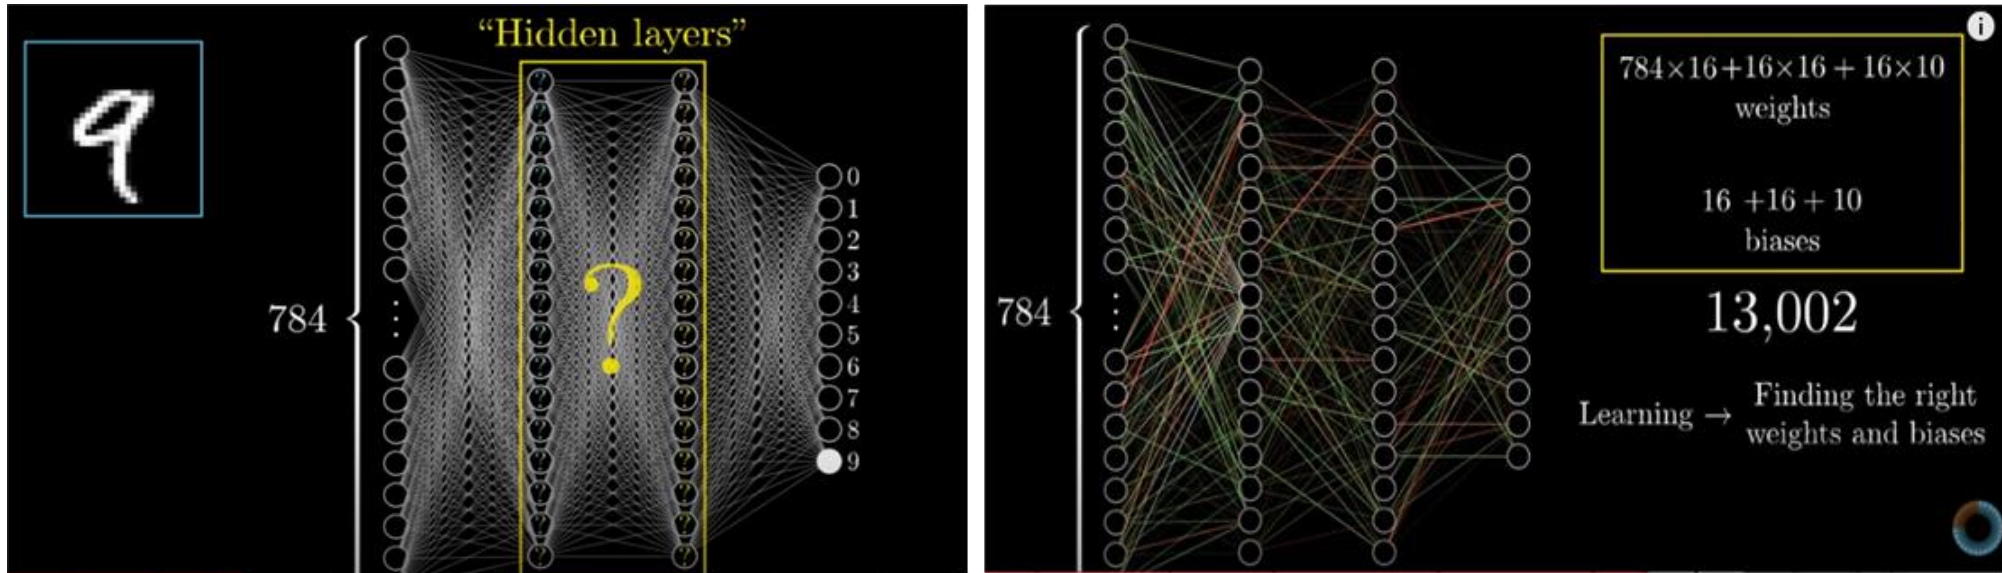 “Hidden layers”
? ?
? ?
? ?
? ? 0
? ? 1
? ? 2
? ? 3
? ? 4
784
?
? ? 5
? ? 6
? ? 7
? ? 8
? ? 9
? ?
? ?
? ?
i
784×16+16×16 + 16×10
weights
16 +16 + 10
biases
784
13,002
Learning → Finding the right
weights and biases